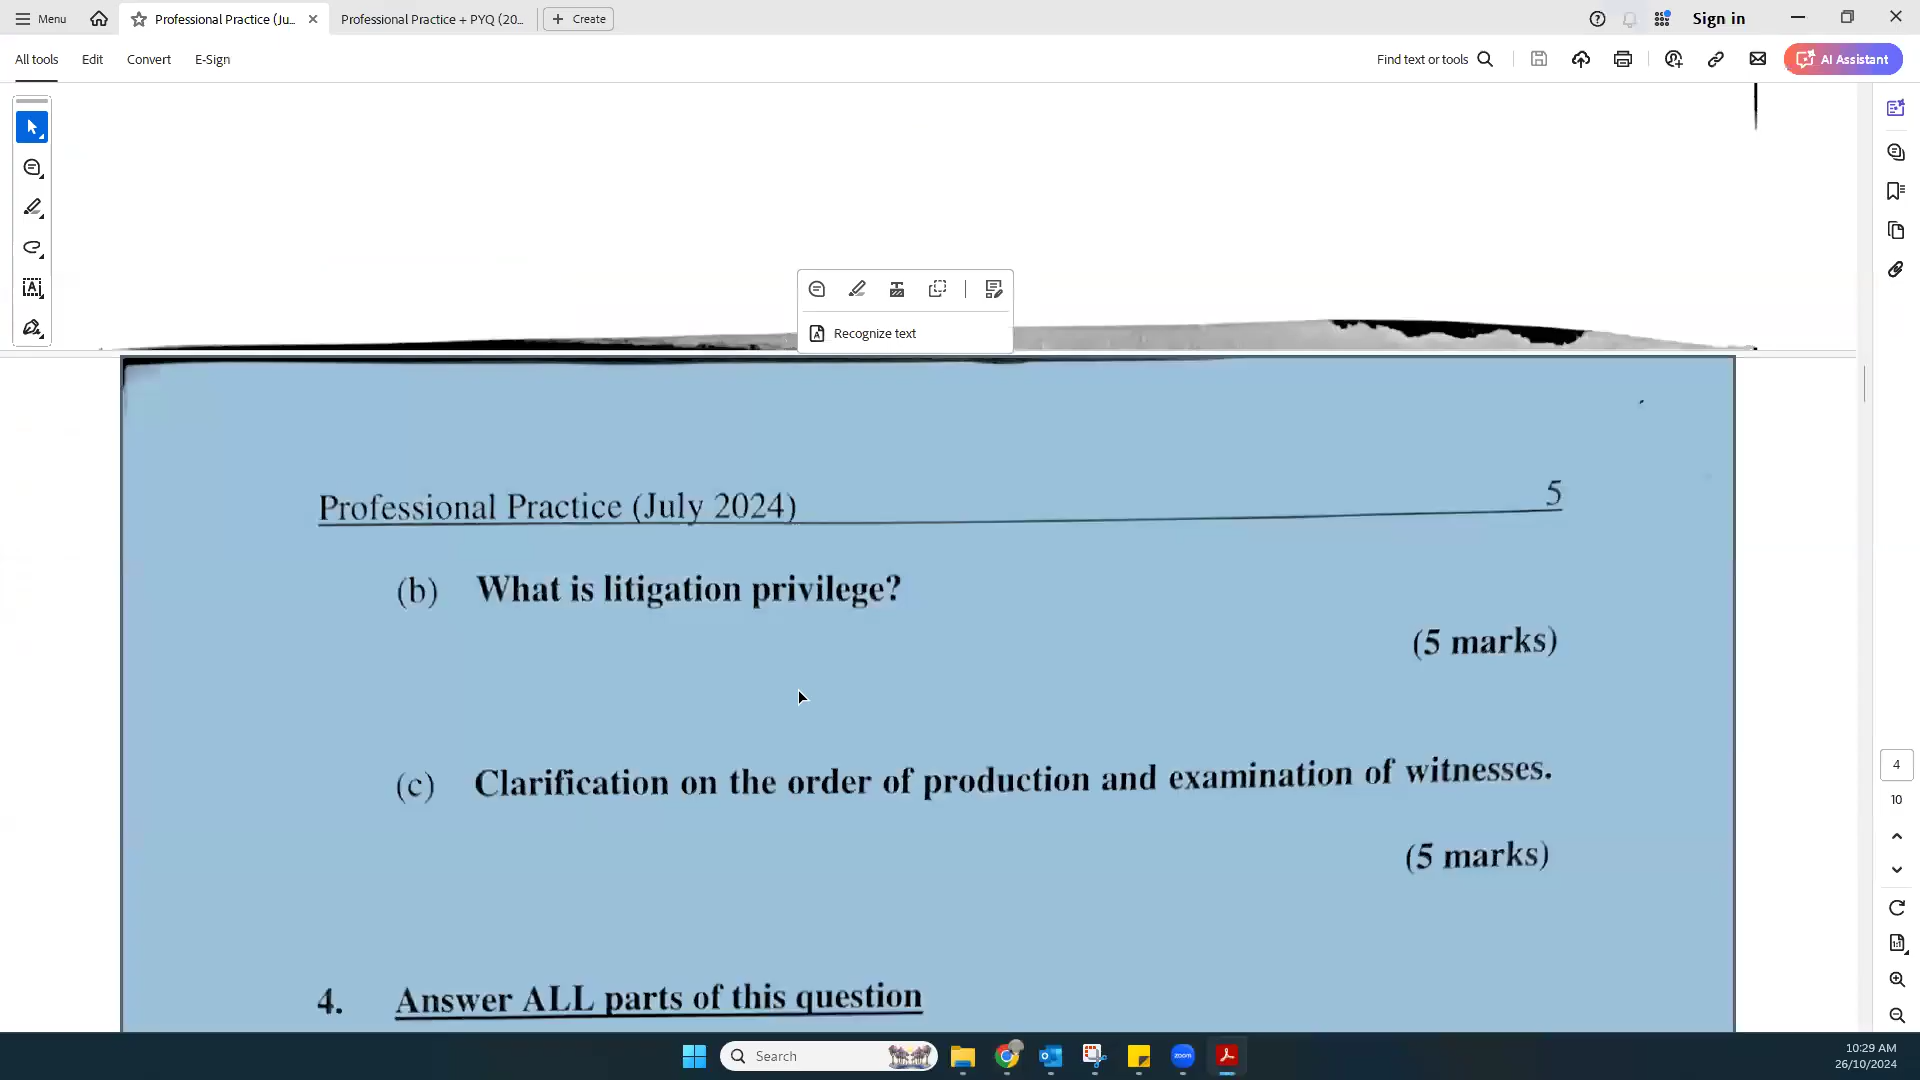 Menu
Professional Practice (Ju...
Professional Practice + PYQ (20...
Create
Sign in
All tools
Edit
Convert
E-Sign
Find text or tools
AI Assistant
Recognize text
Professional Practice (July 2024) 5
(b) What is litigation privilege?
(5 marks)
(c) Clarification on the order of production and examination of witnesses.
(5 marks)
4. Answer ALL parts of this question
4
10
Search
zoom
10:29 AM
26/10/2024